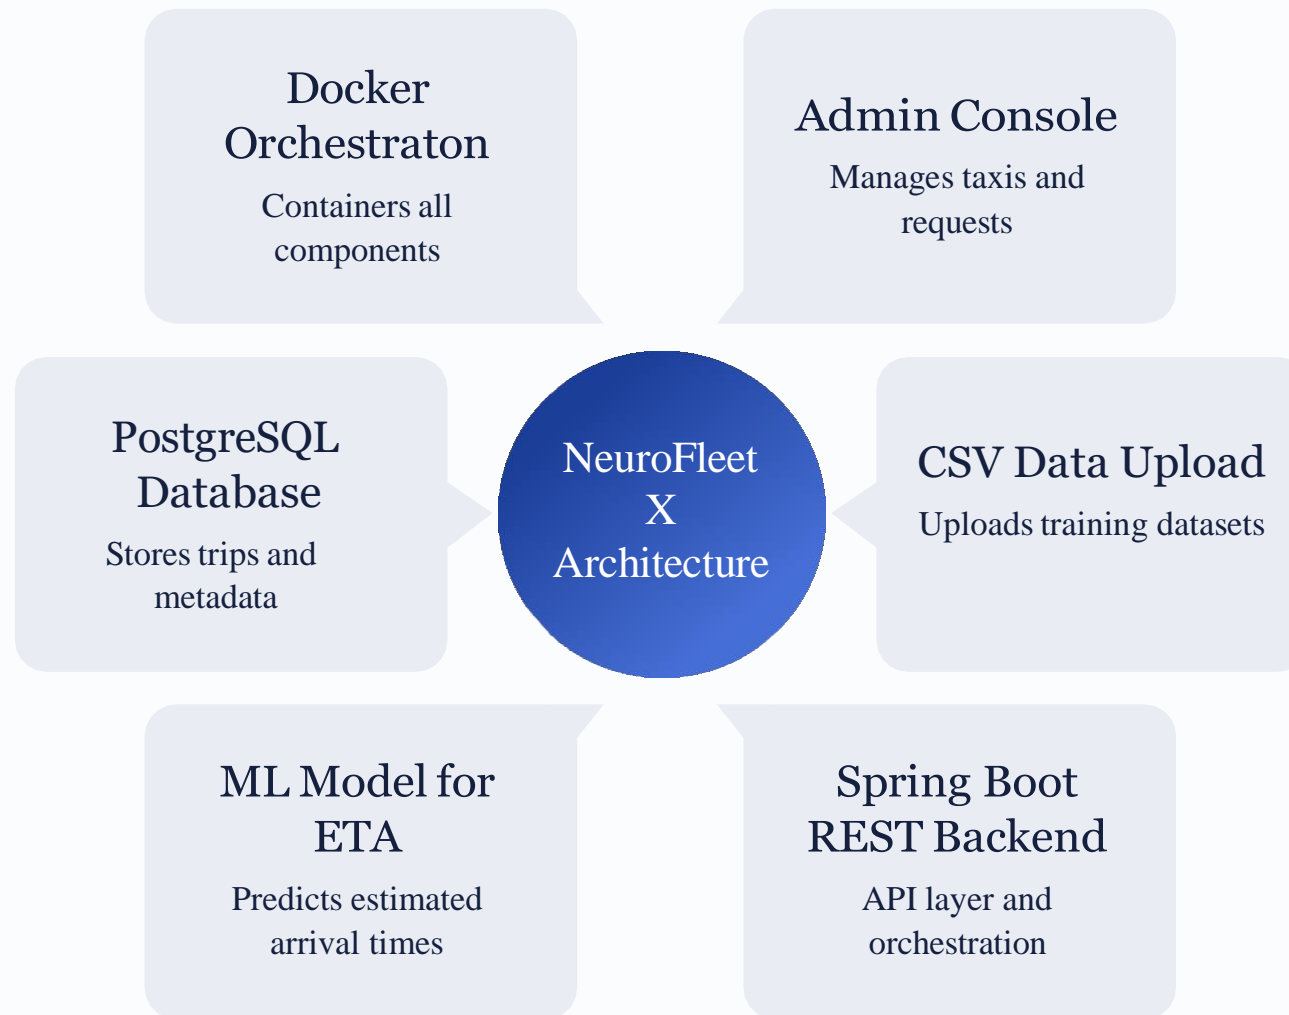 Docker
Orchestraton
Containers all
components
Admin Console
Manages taxis and
requests
PostgreSQL
Database
Stores trips and
metadata
NeuroFleet
X
Architecture
CSV Data Upload
Uploads training datasets
ML Model for
ETA
Predicts estimated
arrival times
Spring Boot
REST Backend
API layer and
orchestration